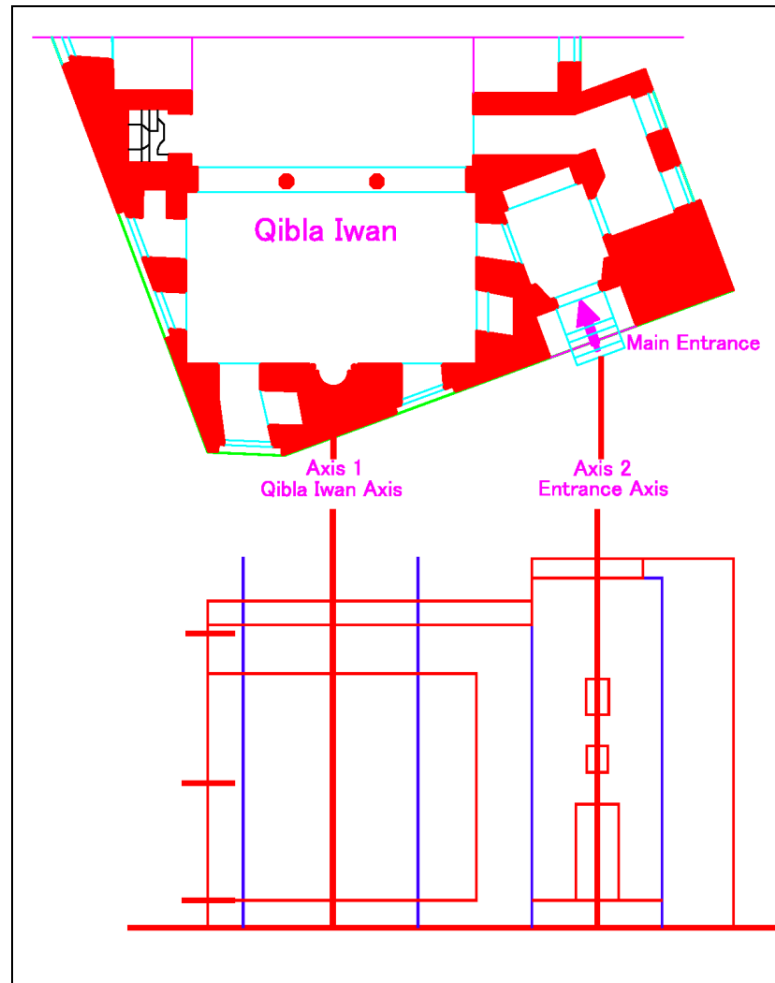 Qibla Iwan
Main Entrance
Axis 1
Qibla Iwan Axis
Axis 2
Entrance Axis